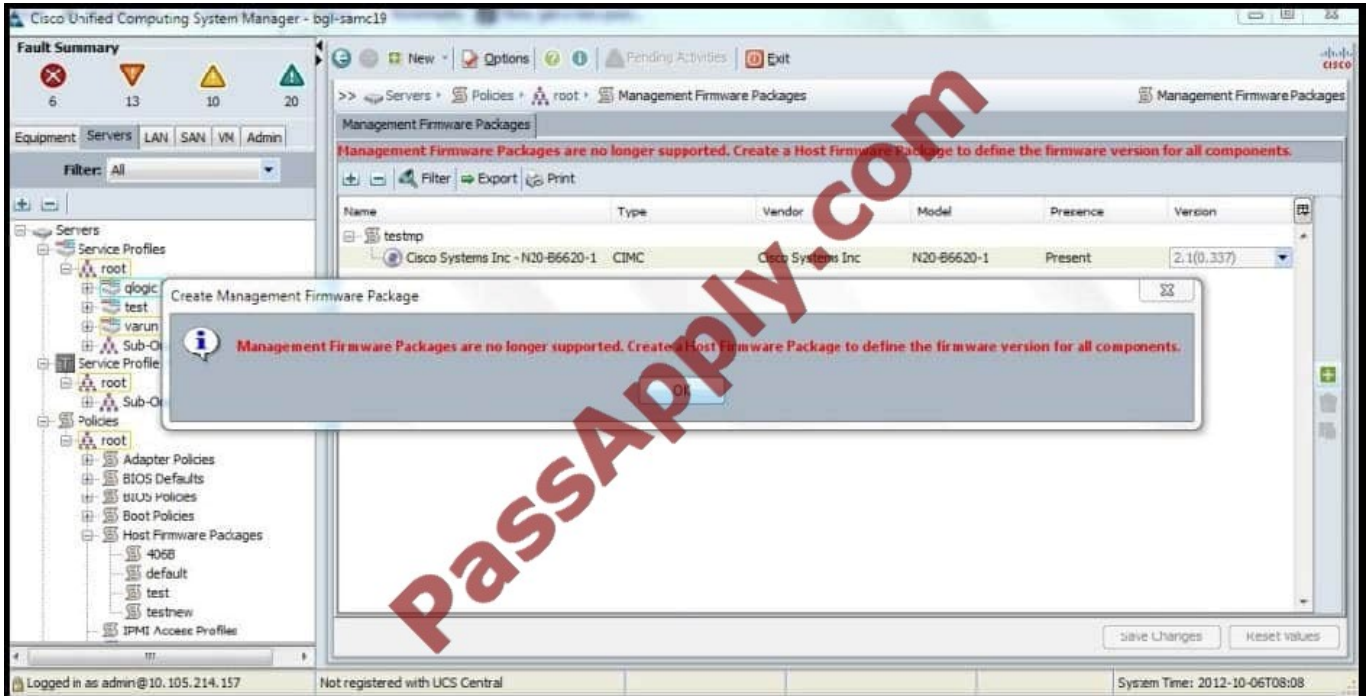 Cisco Unified Computing System Manager - bgl-samc19
Fault Summary
6 13 10 20
New Options Pending Activities Exit
cisco
>> Servers Policies root Management Firmware Packages
Management Firmware Packages
Equipment Servers LAN SAN VM Admin
Filter: All
Management Firmware Packages
Management Firmware Packages are no longer supported. Create a Host Firmware Package to define the firmware version for all components.
Filter Export Print
Name Type Vendor Model Presence Version
testmp
Cisco Systems Inc - N20-B6620-1 CIMC Cisco Systems Inc N20-B6620-1 Present 2.1(0.337)
Servers
Service Profiles
root
qlogic
test
varun
Sub-O
Service Profile
root
Sub-O
Policies
root
Adapter Policies
BIOS Defaults
BIOS Policies
Boot Policies
Host Firmware Packages
406B
default
test
testnew
IPMI Access Profiles
Create Management Firmware Package
Management Firmware Packages are no longer supported. Create a Host Firmware Package to define the firmware version for all components.
OK
PassApply.com
Save Changes Reset Values
Logged in as admin@10.105.214.157 Not registered with UCS Central System Time: 2012-10-06T08:08